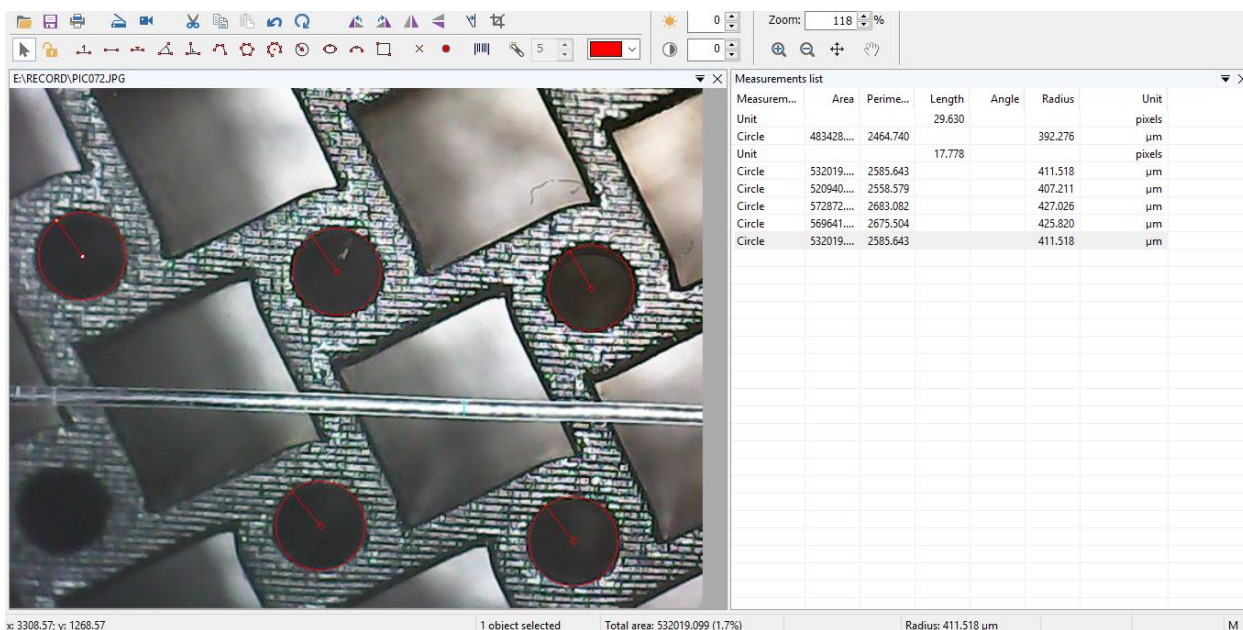 0 Zoom: 118 %
5 0
E:\RECORD\PIC072.JPG
Measurements list
Measurem... Area Perime... Length Angle Radius Unit
Unit 29.630 pixels
Circle 483428.... 2464.740 392.276 µm
Unit 17.778 pixels
Circle 532019.... 2585.643 411.518 µm
Circle 520940.... 2558.579 407.211 µm
Circle 572872.... 2683.082 427.026 µm
Circle 569641.... 2675.504 425.820 µm
Circle 532019.... 2585.643 411.518 µm
x: 3308.57; y: 1268.57 1 object selected Total area: 532019.099 (1.7%) Radius: 411.518 µm M